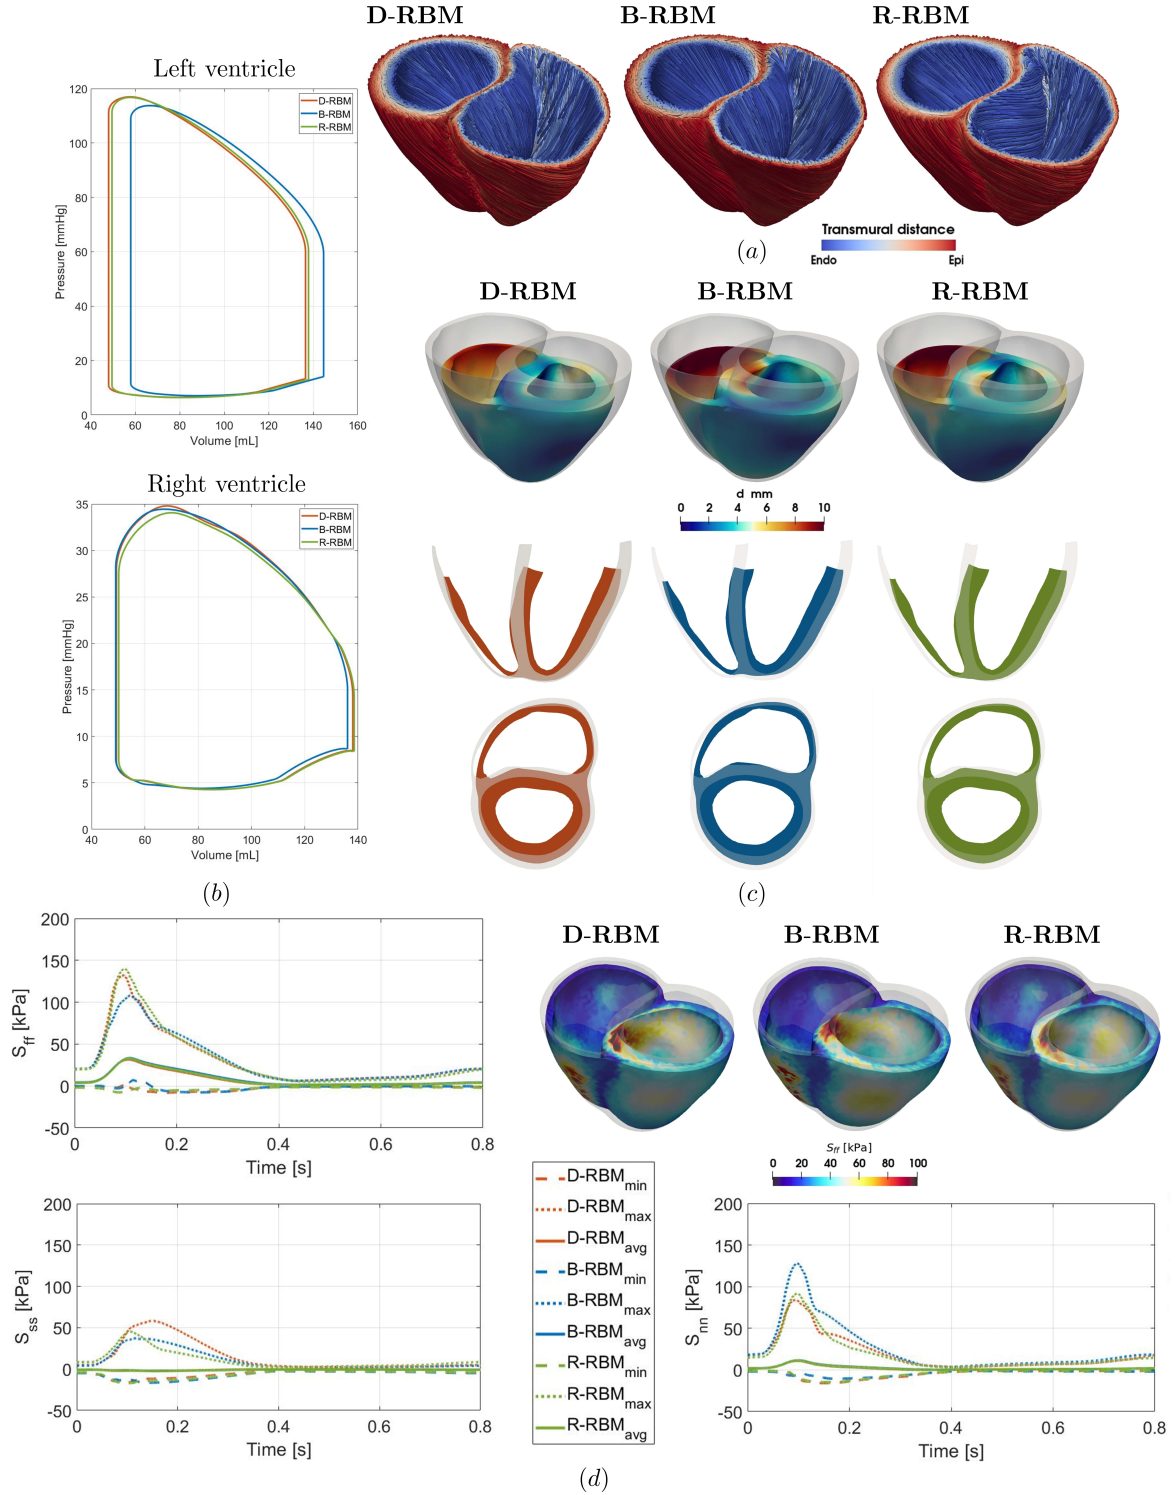 D-RBM B-RBM R-RBM
Transmural distance
Endo Epi
(a)
Left ventricle
120
100
80
60
40
20
0
Pressure [mmHg]
40 60 80 100 120 140 160
Volume [mL]
D-RBM
B-RBM
R-RBM
Right ventricle
35
30
25
20
15
10
5
0
Pressure [mmHg]
40 60 80 100 120 140
Volume [mL]
D-RBM
B-RBM
R-RBM
(b)
D-RBM B-RBM R-RBM
d mm
0 2 4 6 8 10
(c)
200
150
100
50
0
-50
Sff [kPa]
0 0.2 0.4 0.6 0.8
Time [s]
D-RBM B-RBM R-RBM
Sff [kPa]
0 20 40 60 80 100
200
150
100
50
0
-50
Sss [kPa]
0 0.2 0.4 0.6 0.8
Time [s]
D-RBMmin
D-RBMmax
D-RBMavg
B-RBMmin
B-RBMmax
B-RBMavg
R-RBMmin
R-RBMmax
R-RBMavg
200
150
100
50
0
-50
Snn [kPa]
0 0.2 0.4 0.6 0.8
Time [s]
(d)